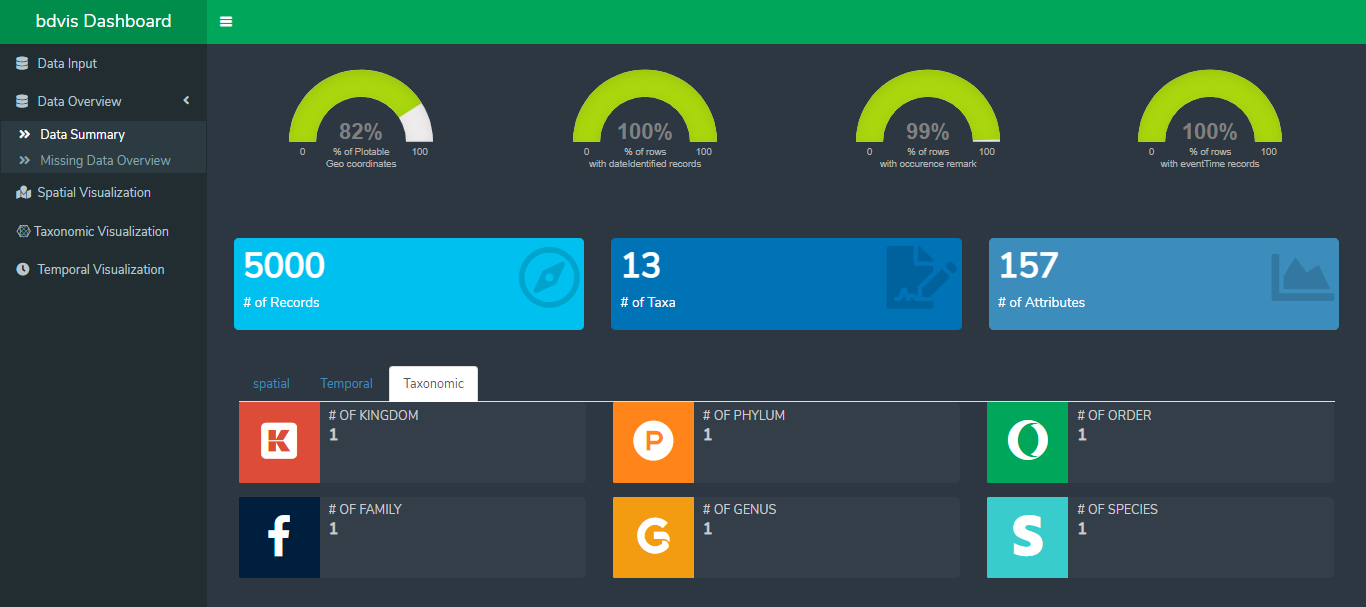 bdvis Dashboard
Data Input
Data Overview
Data Summary
Missing Data Overview
Spatial Visualization
Taxonomic Visualization
Temporal Visualization
82%
0 % of Plotable 100
Geo coordinates
100%
0 % of rows 100
with dateIdentified records
99%
0 % of rows 100
with occurence remark
100%
0 % of rows 100
with eventTime records
5000
# of Records
13
# of Taxa
157
# of Attributes
spatial Temporal Taxonomic
K
# OF KINGDOM
1
P
# OF PHYLUM
1
O
# OF ORDER
1
f
# OF FAMILY
1
G
# OF GENUS
1
S
# OF SPECIES
1